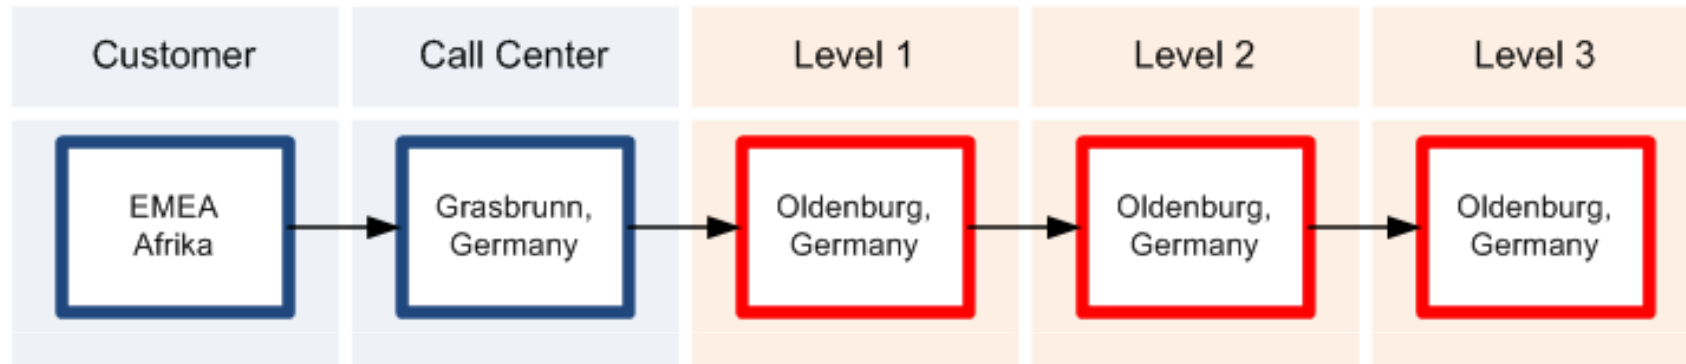 Customer
Call Center
Level 1
Level 2
Level 3
EMEA
Afrika
Grasbrunn,
Germany
Oldenburg,
Germany
Oldenburg,
Germany
Oldenburg,
Germany